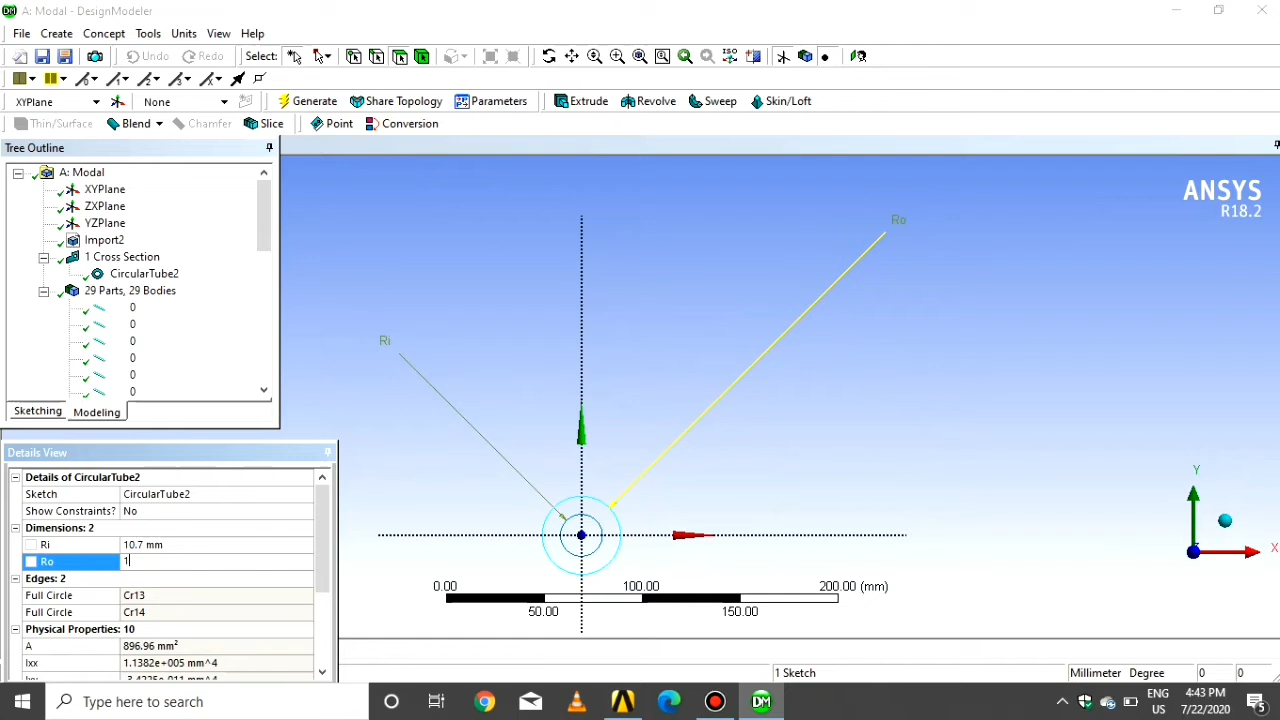 A: Modal - DesignModeler
File Create Concept Tools Units View Help
Undo Redo Select:
XYPlane None Generate Share Topology Parameters Extrude Revolve Sweep Skin/Loft
Thin/Surface Blend Chamfer Slice Point Conversion
Tree Outline
A: Modal
XYPlane
ZXPlane
YZPlane
Import2
1 Cross Section
CircularTube2
29 Parts, 29 Bodies
0
0
0
0
0
0
Sketching Modeling
Details View
Details of CircularTube2
Sketch CircularTube2
Show Constraints? No
Dimensions: 2
Ri 10.7 mm
Ro 1
Edges: 2
Full Circle Cr13
Full Circle Cr14
Physical Properties: 10
A 896.96 mm²
Ixx 1.1382e+005 mm^4
ANSYS
R18.2
Ro
Ri
0.00 100.00 200.00 (mm)
50.00 150.00
Y
X
1 Sketch Millimeter Degree 0 0
DM
Type here to search
ENG
US
4:43 PM
7/22/2020
5